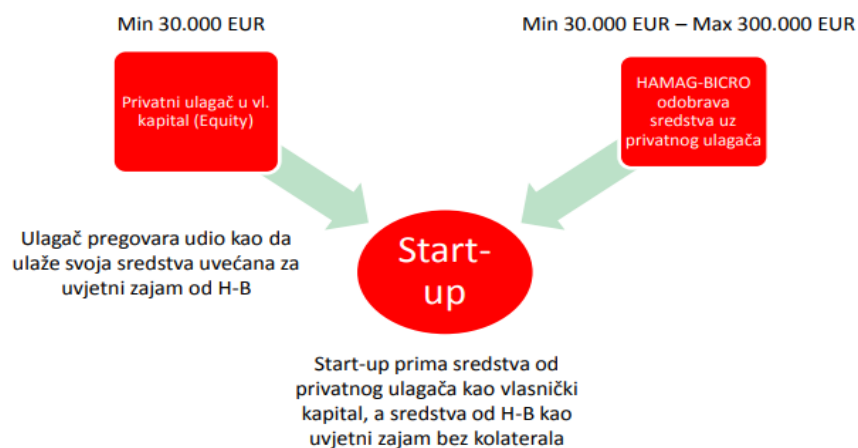 Min 30.000 EUR
Min 30.000 EUR – Max 300.000 EUR
Privatni ulagač u vl.
kapital (Equity)
HAMAG-BICRO
odobrava
sredstva uz
privatnog ulagača
Ulagač pregovara udio kao da
ulaže svoja sredstva uvećana za
uvjetni zajam od H-B
Start-
up
Start-up prima sredstva od
privatnog ulagača kao vlasnički
kapital, a sredstva od H-B kao
uvjetni zajam bez kolaterala